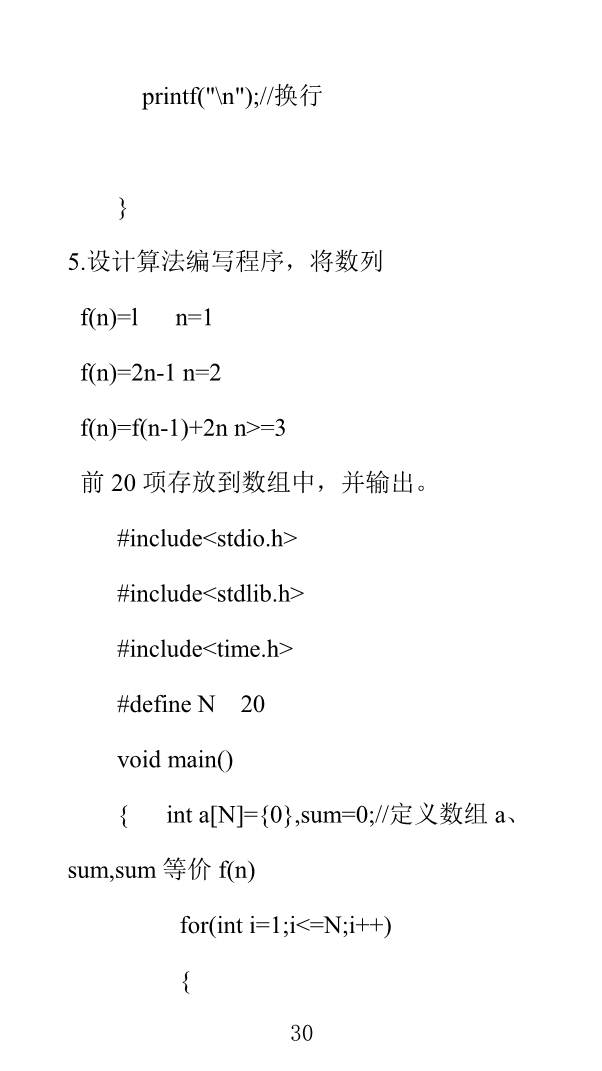 printf("\n");//换行
}
5.设计算法编写程序，将数列
f(n)=l n=1
f(n)=2n-1 n=2
f(n)=f(n-1)+2n n>=3
前 20 项存放到数组中，并输出。
#include<stdio.h>
#include<stdlib.h>
#include<time.h>
#define N 20
void main()
{ int a[N]={0},sum=0;//定义数组 a、
sum,sum 等价 f(n)
for(int i=1;i<=N;i++)
{
30